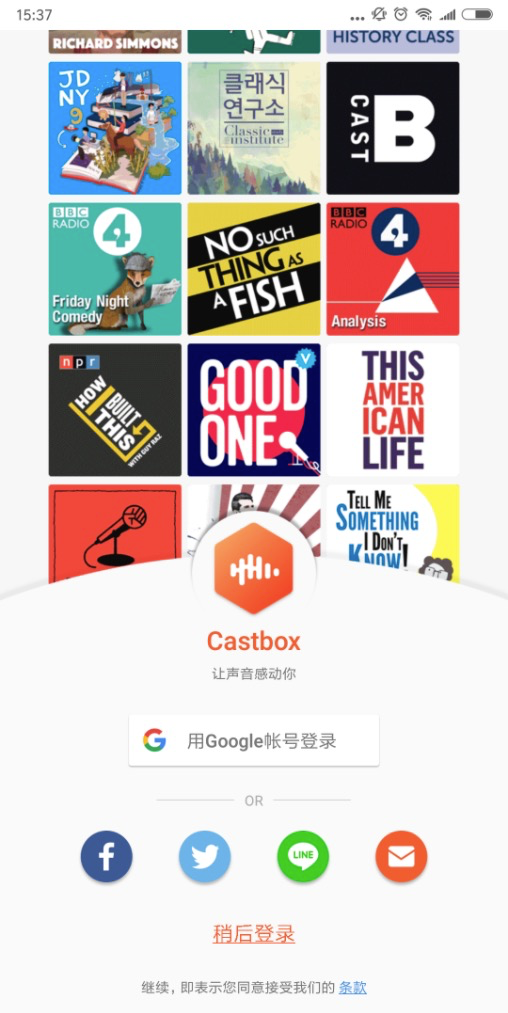 15:37
RICHARD SIMMONS
HISTORY CLASS
JD
NY
9
클래식
연구소
Classic
institute
CAST
B
BBC
RADIO
4
Friday Night
Comedy
NO SUCH
THING AS
A FISH
BBC
RADIO
4
Analysis
npr
HOW
I BUILT
THIS
WITH GUY RAZ
GOOD
ONE
THIS
AMER
ICAN
LIFE
TELL ME
SOMETHING
I DON'T
KNOW!
Castbox
让声音感动你
用Google帐号登录
OR
LINE
稍后登录
继续，即表示您同意接受我们的 条款